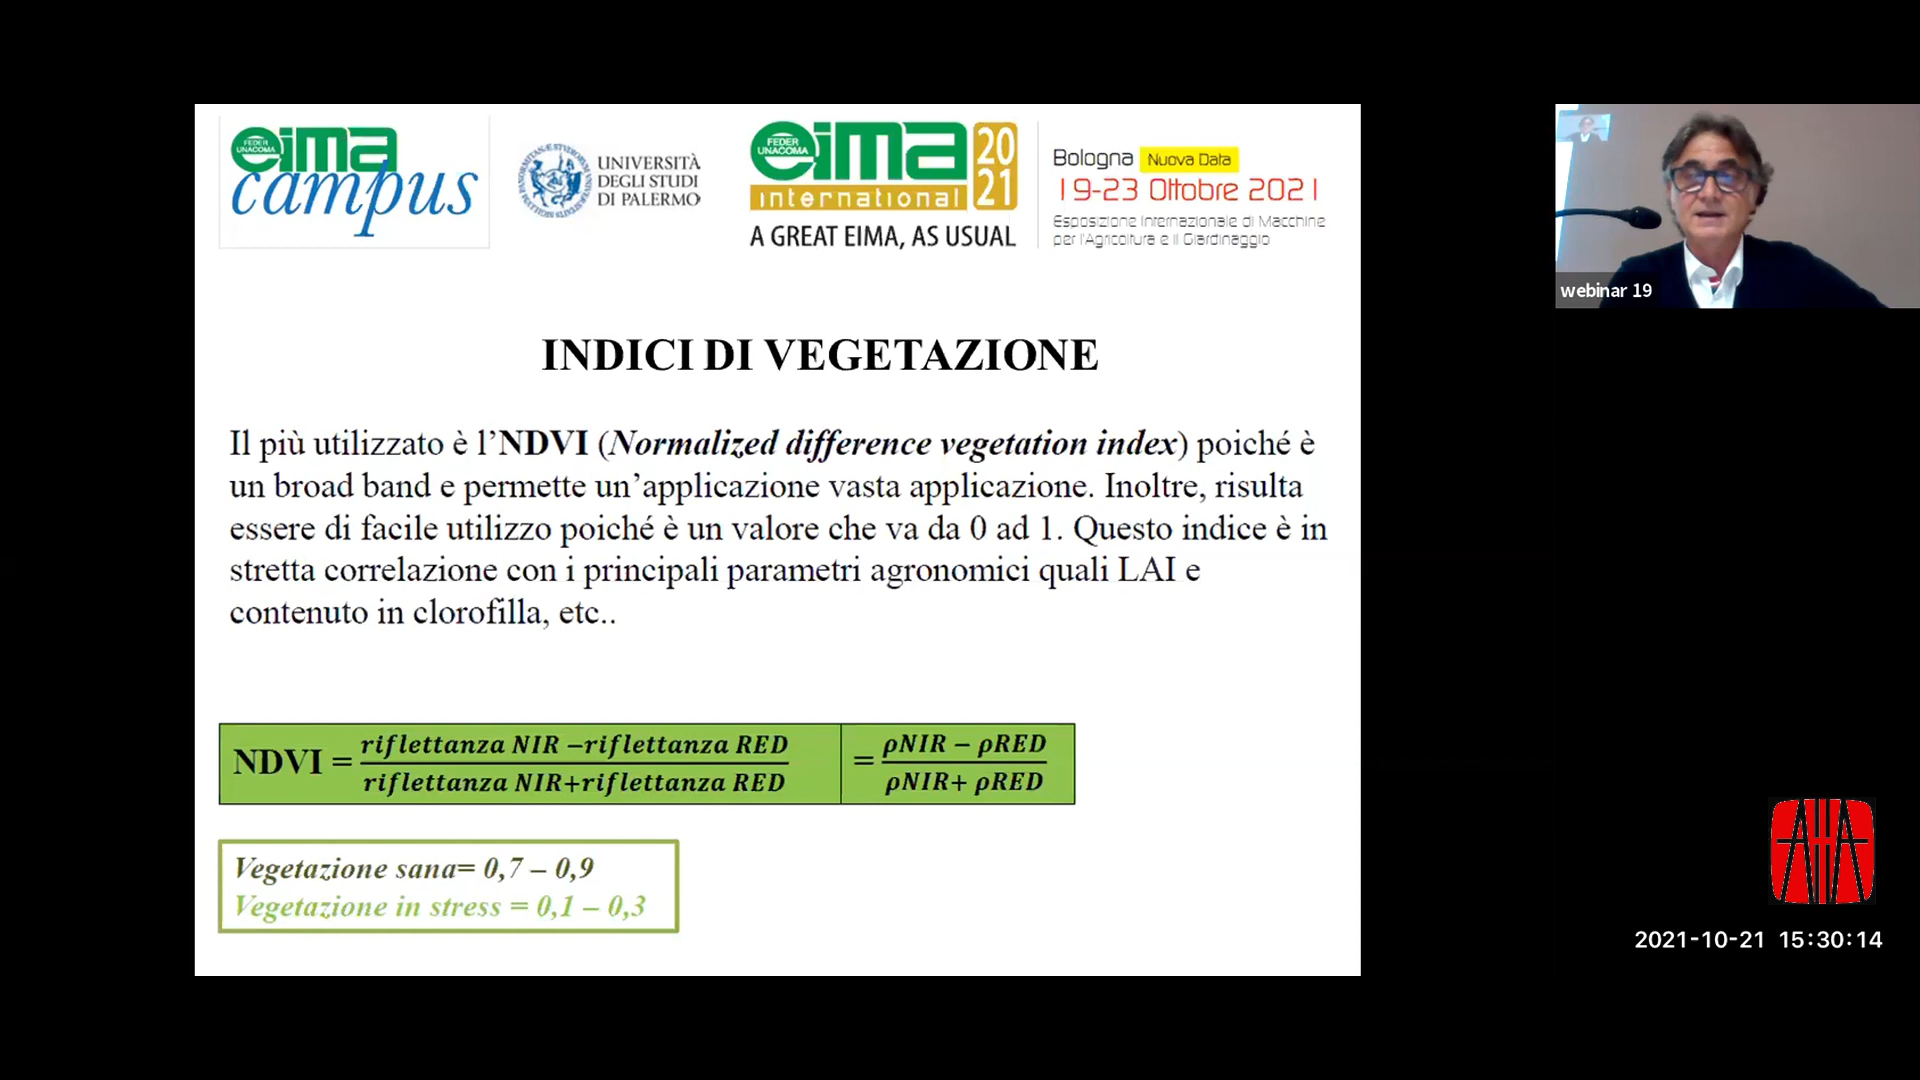 FEDER
UNACOMA
eima
campus
UNIVERSITÀ
DEGLI STUDI
DI PALERMO
FEDER
UNACOMA
eima
international
20
21
A GREAT EIMA, AS USUAL
Bologna Nuova Data
19-23 Ottobre 2021
Esposizione Internazionale di Macchine
per l'Agricoltura e il Giardinaggio
INDICI DI VEGETAZIONE
Il più utilizzato è l’NDVI (Normalized difference vegetation index) poiché è
un broad band e permette un’applicazione vasta applicazione. Inoltre, risulta
essere di facile utilizzo poiché è un valore che va da 0 ad 1. Questo indice è in
stretta correlazione con i principali parametri agronomici quali LAI e
contenuto in clorofilla, etc..
NDVI = riflettanza NIR –riflettanza RED
riflettanza NIR+riflettanza RED
= ρNIR – ρRED
ρNIR+ ρRED
Vegetazione sana= 0,7 – 0,9
Vegetazione in stress = 0,1 – 0,3
webinar 19
2021-10-21 15:30:14